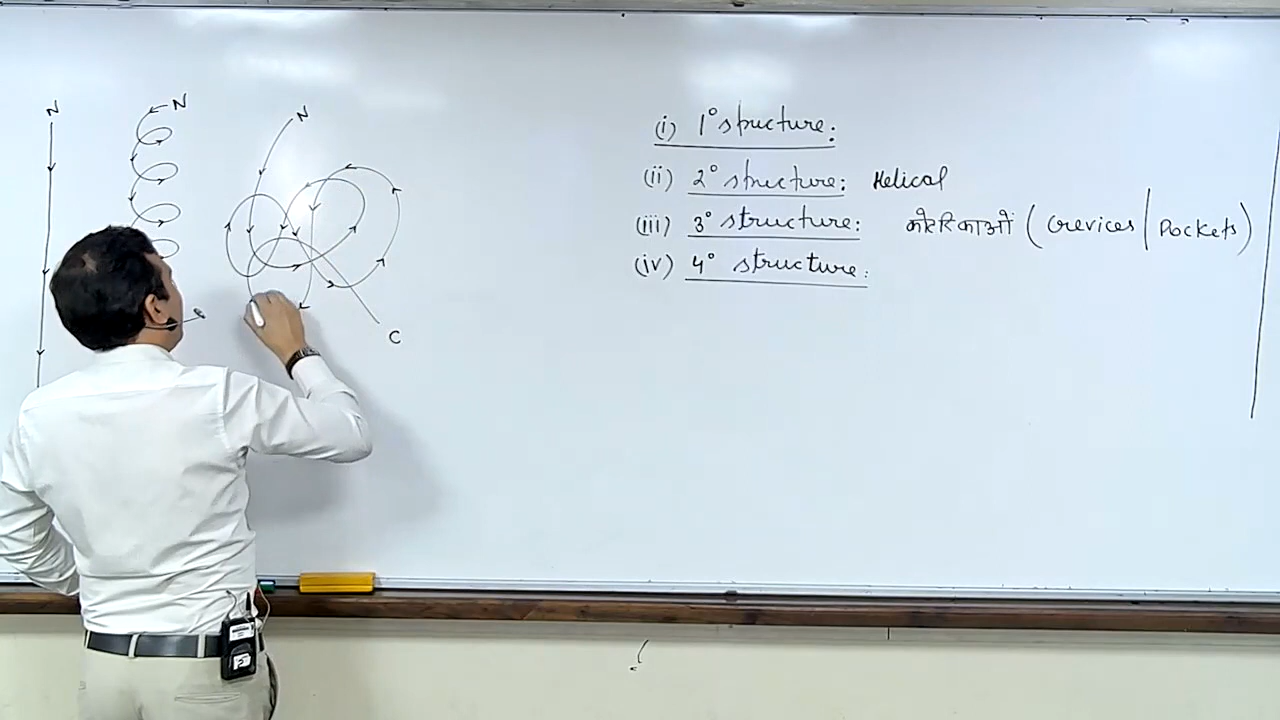 N
N
N
C
(i) 1° structure:
(ii) 2° structure: Helical
(iii) 3° structure: कोटरिकाओं (crevices | Pockets)
(iv) 4° structure: